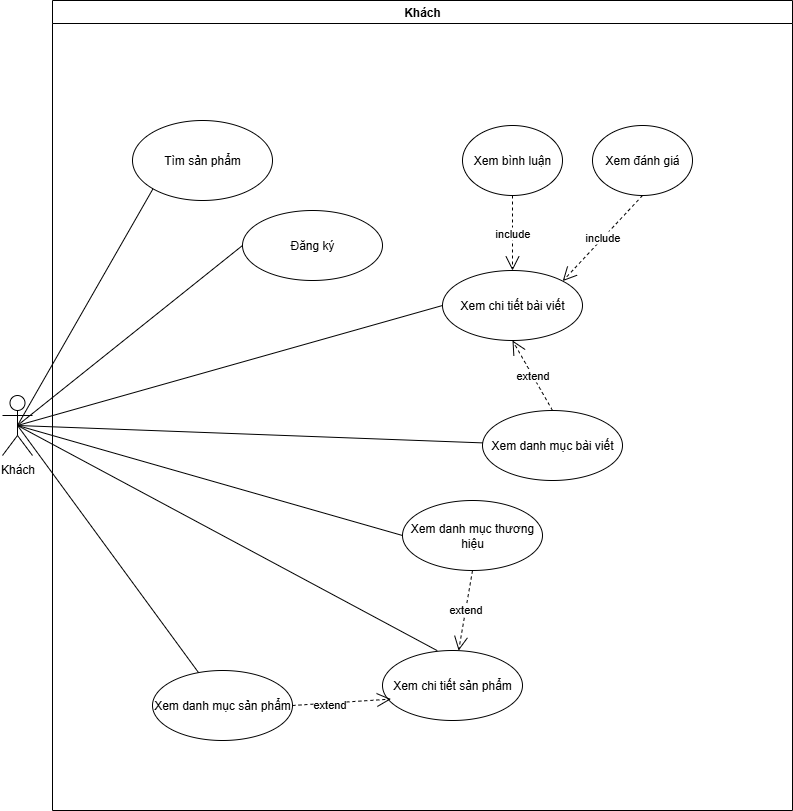 Khách
Tìm sản phẩm
Xem bình luận
Xem đánh giá
include
include
Đăng ký
Xem chi tiết bài viết
extend
Xem danh mục bài viết
Khách
Xem danh mục thương
hiệu
extend
Xem chi tiết sản phẩm
Xem danh mục sản phẩm
extend